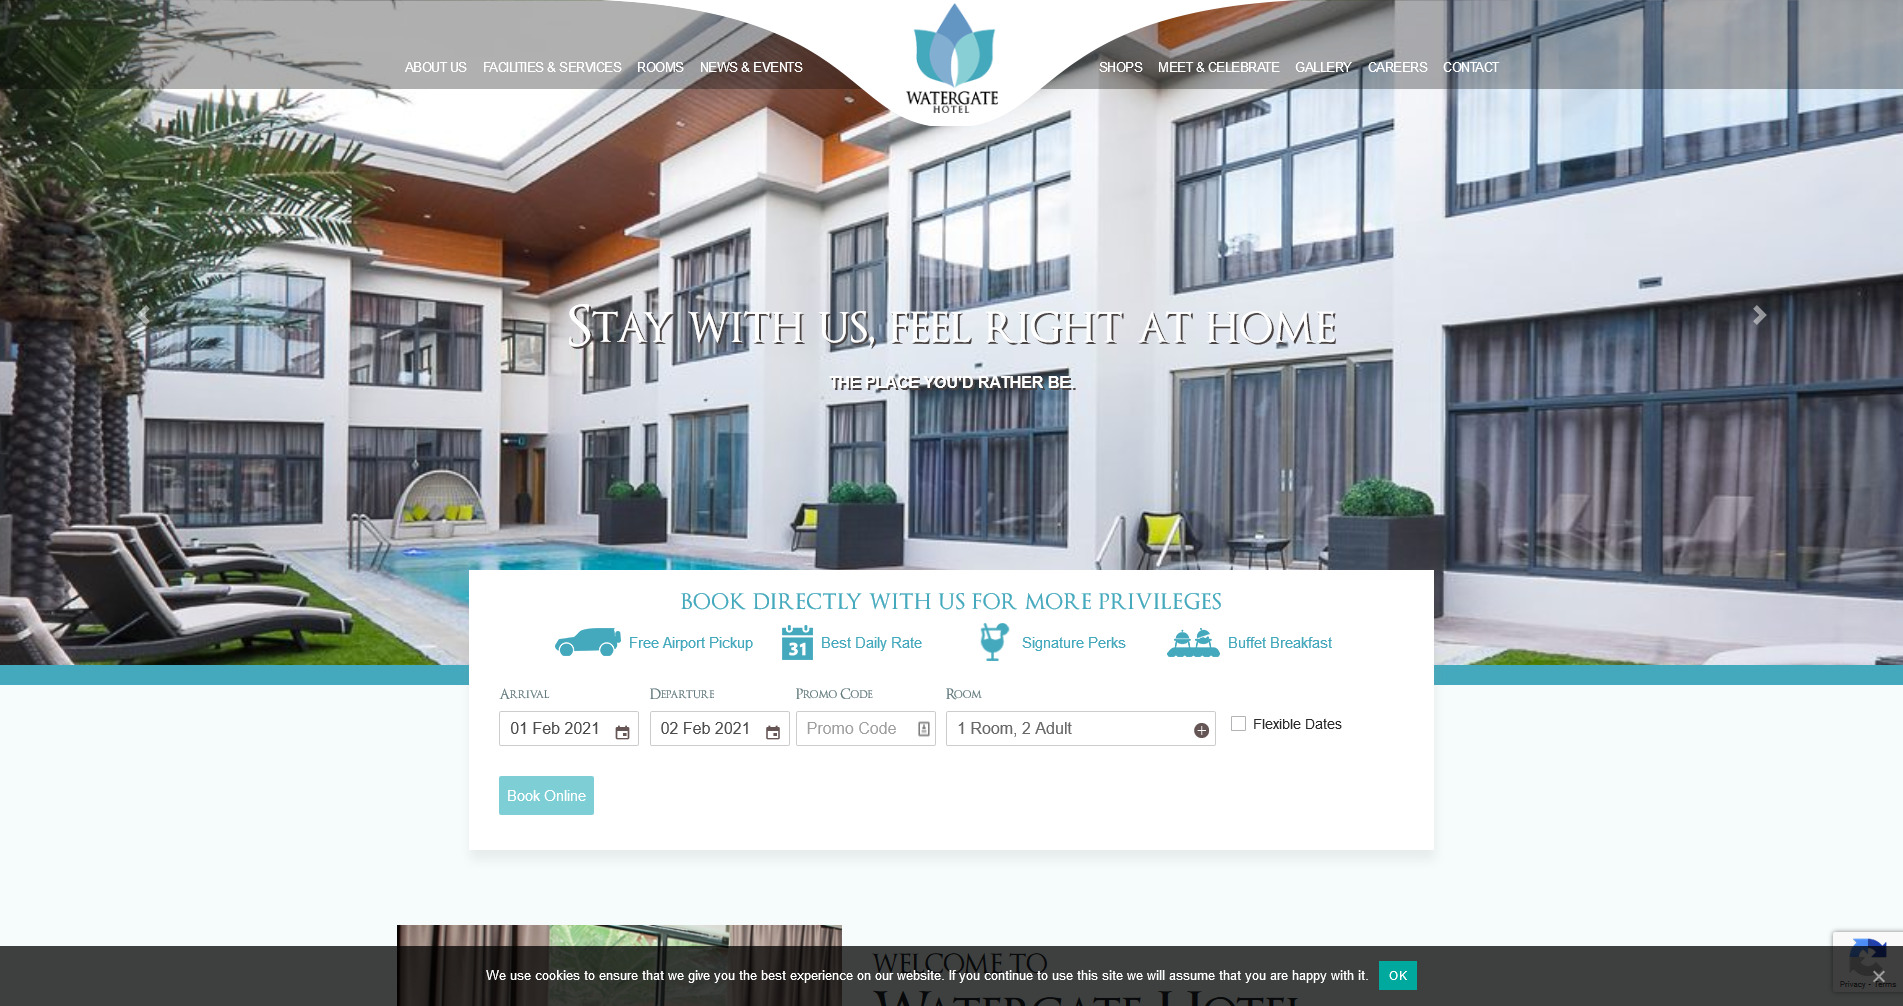 ABOUT US FACILITIES & SERVICES ROOMS NEWS & EVENTS
WATERGATE
HOTEL
SHOPS MEET & CELEBRATE GALLERY CAREERS CONTACT
Stay with us, feel right at home
THE PLACE YOU'D RATHER BE.
BOOK DIRECTLY WITH US FOR MORE PRIVILEGES
Free Airport Pickup
31 Best Daily Rate
Signature Perks
Buffet Breakfast
Arrival Departure Promo Code Room
01 Feb 2021 02 Feb 2021 Promo Code 1 Room, 2 Adult Flexible Dates
Book Online
WELCOME TO
Watergate Hotel
We use cookies to ensure that we give you the best experience on our website. If you continue to use this site we will assume that you are happy with it. OK
Privacy - Terms